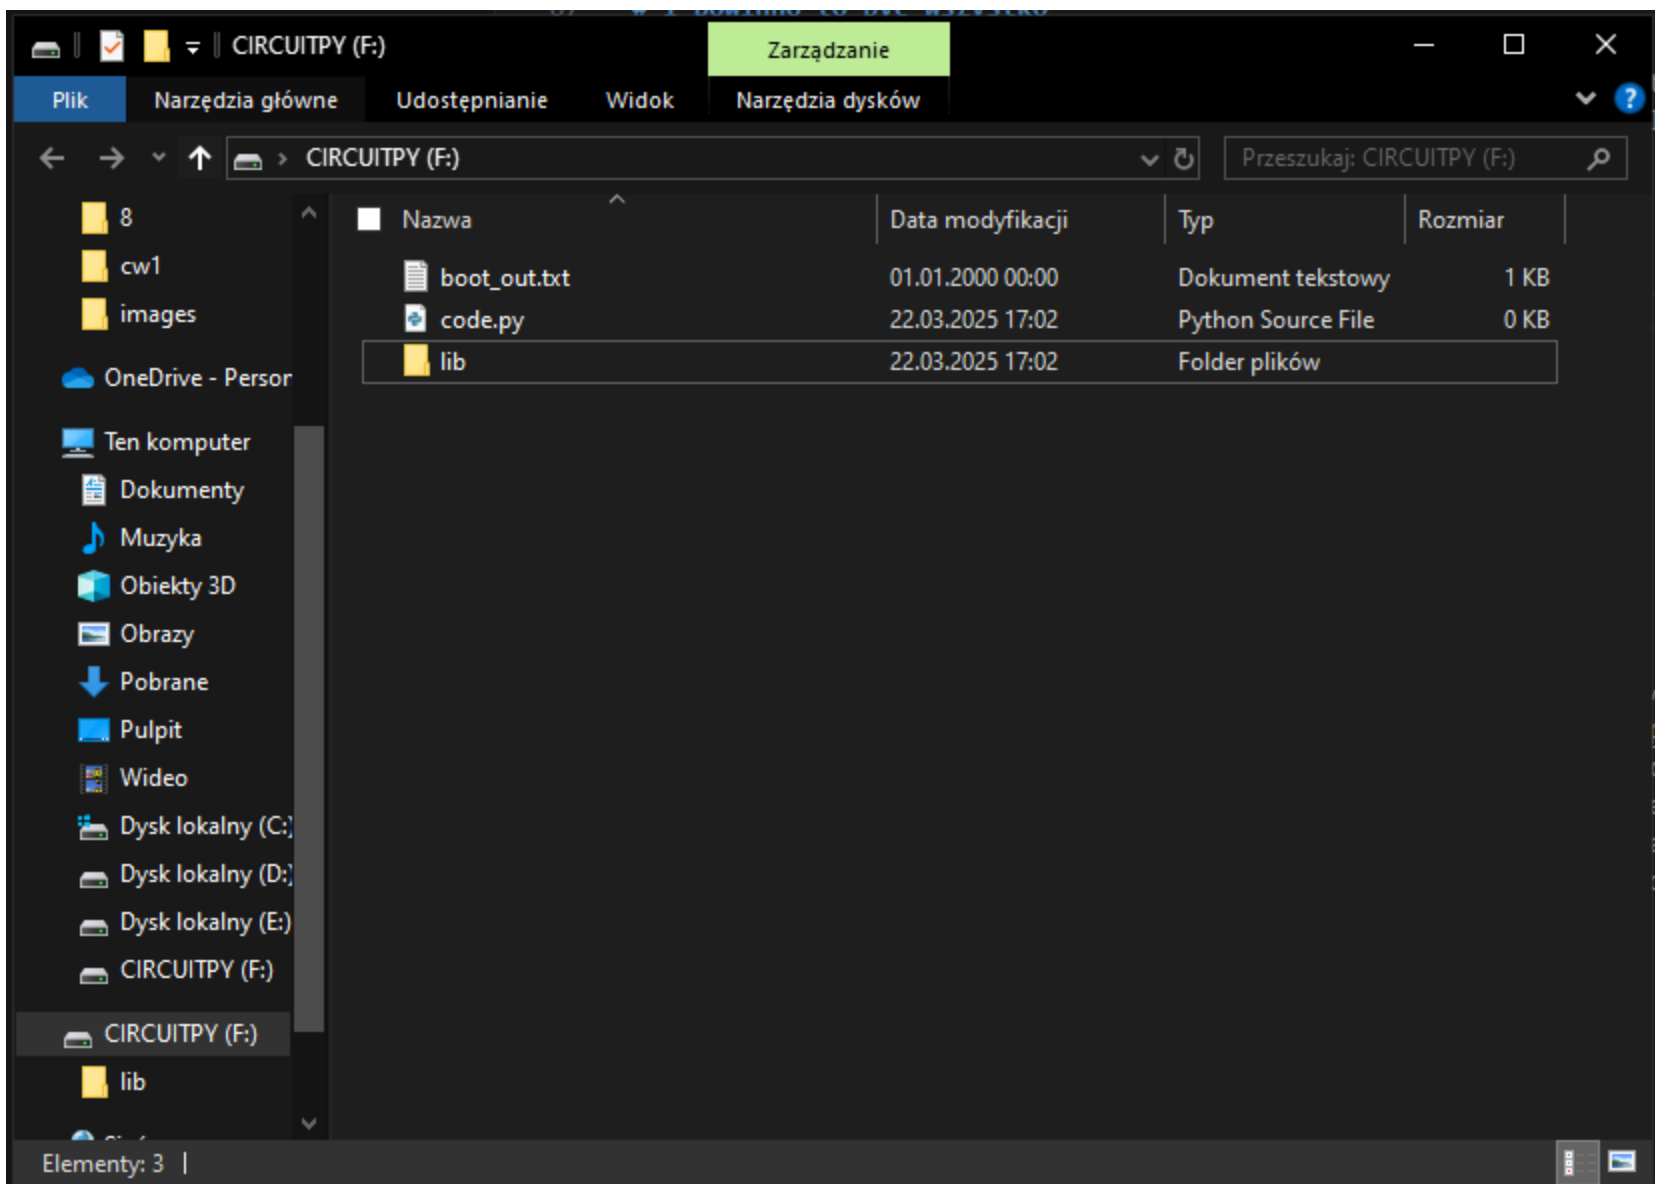 CIRCUITPY (F:)
Zarządzanie
Plik
Narzędzia główne
Udostępnianie
Widok
Narzędzia dysków
?
CIRCUITPY (F:)
Przeszukaj: CIRCUITPY (F:)
8
cw1
images
OneDrive - Person
Ten komputer
Dokumenty
Muzyka
Obiekty 3D
Obrazy
Pobrane
Pulpit
Wideo
Dysk lokalny (C:)
Dysk lokalny (D:)
Dysk lokalny (E:)
CIRCUITPY (F:)
CIRCUITPY (F:)
lib
Nazwa Data modyfikacji Typ Rozmiar
boot_out.txt 01.01.2000 00:00 Dokument tekstowy 1 KB
code.py 22.03.2025 17:02 Python Source File 0 KB
lib 22.03.2025 17:02 Folder plików
Elementy: 3